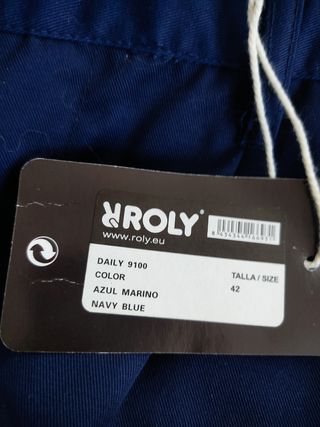 ROLY®
www.roly.eu
DAILY 9100
COLOR
TALLA / SIZE
AZUL MARINO
42
NAVY BLUE